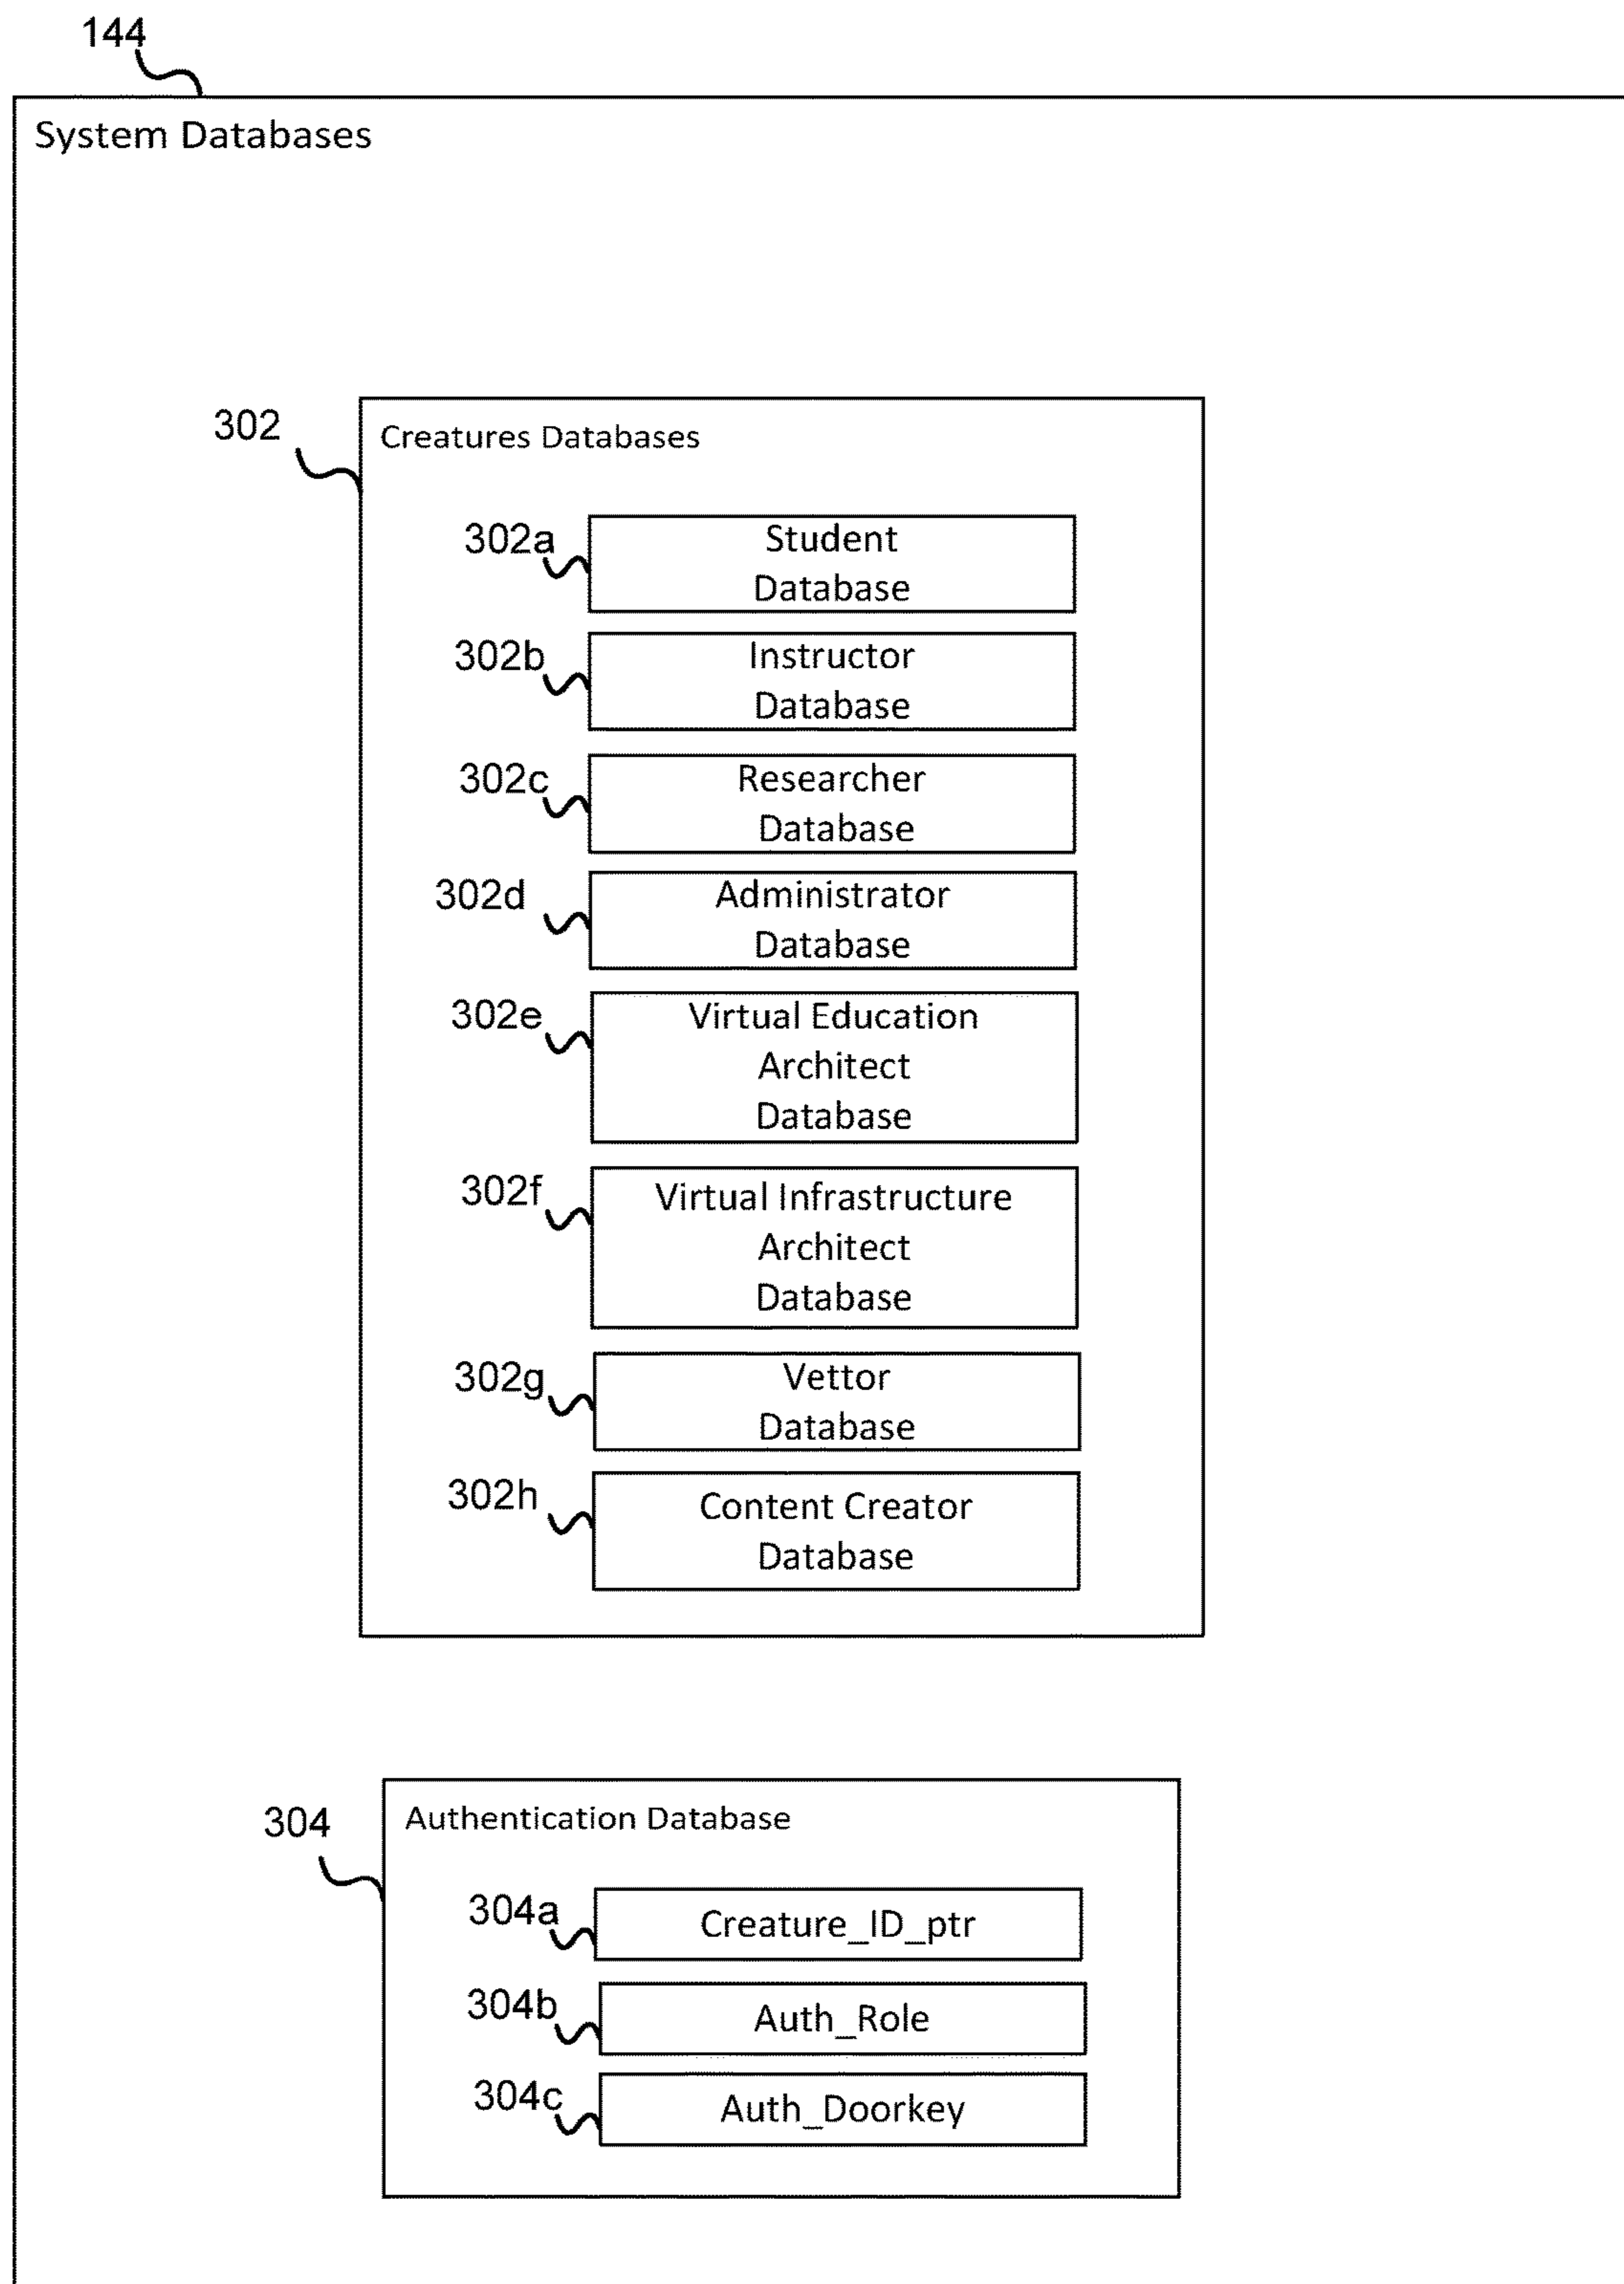 144
System Databases
302
Creatures Databases
302a
Student
Database
302b
Instructor
Database
302c
Researcher
Database
302d
Administrator
Database
302e
Virtual Education
Architect
Database
302f
Virtual Infrastructure
Architect
Database
302g
Vettor
Database
302h
Content Creator
Database
304
Authentication Database
304a
Creature_ID_ptr
304b
Auth_Role
304c
Auth_Doorkey